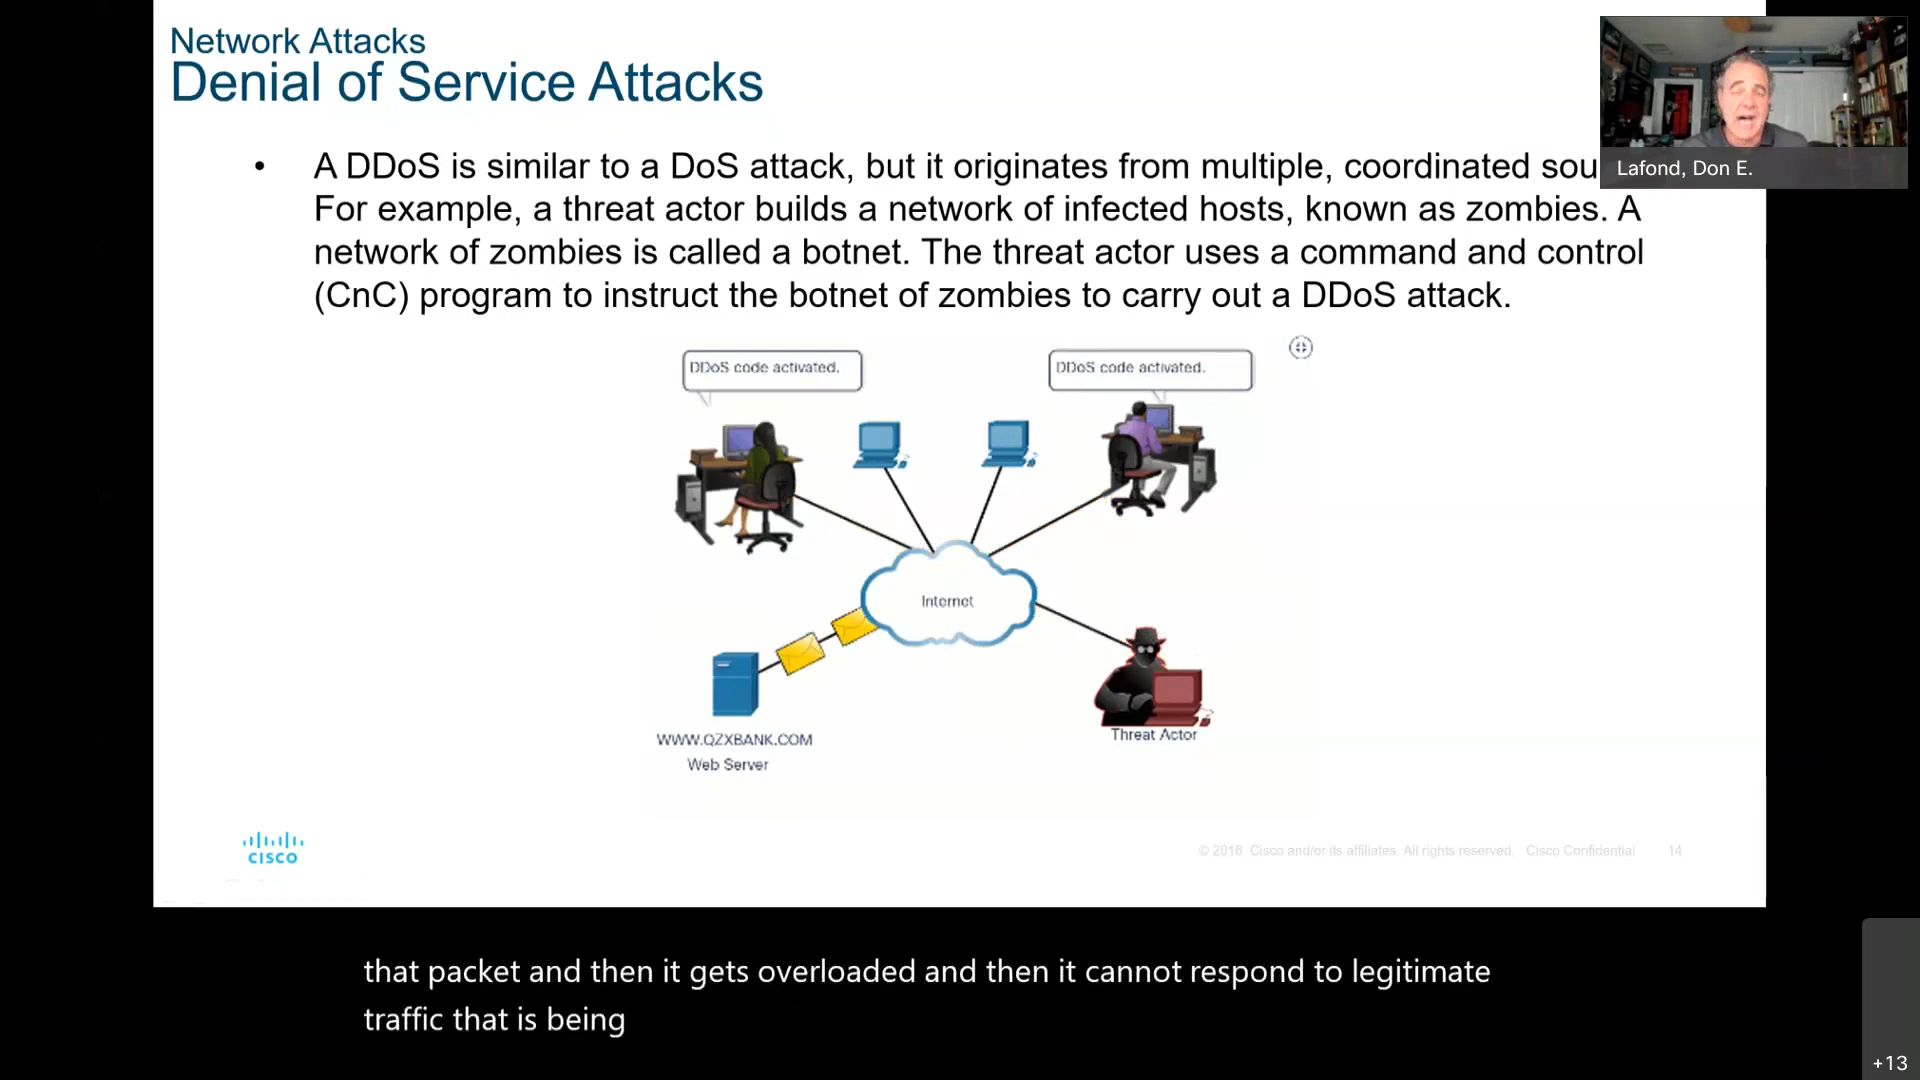 Network Attacks
Denial of Service Attacks
Lafond, Don E.
• A DDoS is similar to a DoS attack, but it originates from multiple, coordinated sou
For example, a threat actor builds a network of infected hosts, known as zombies. A
network of zombies is called a botnet. The threat actor uses a command and control
(CnC) program to instruct the botnet of zombies to carry out a DDoS attack.
DDoS code activated.
DDoS code activated.
Internet
WWW.QZXBANK.COM
Web Server
Threat Actor
CISCO
© 2016 Cisco and/or its affiliates. All rights reserved. Cisco Confidential 14
that packet and then it gets overloaded and then it cannot respond to legitimate
traffic that is being
+13